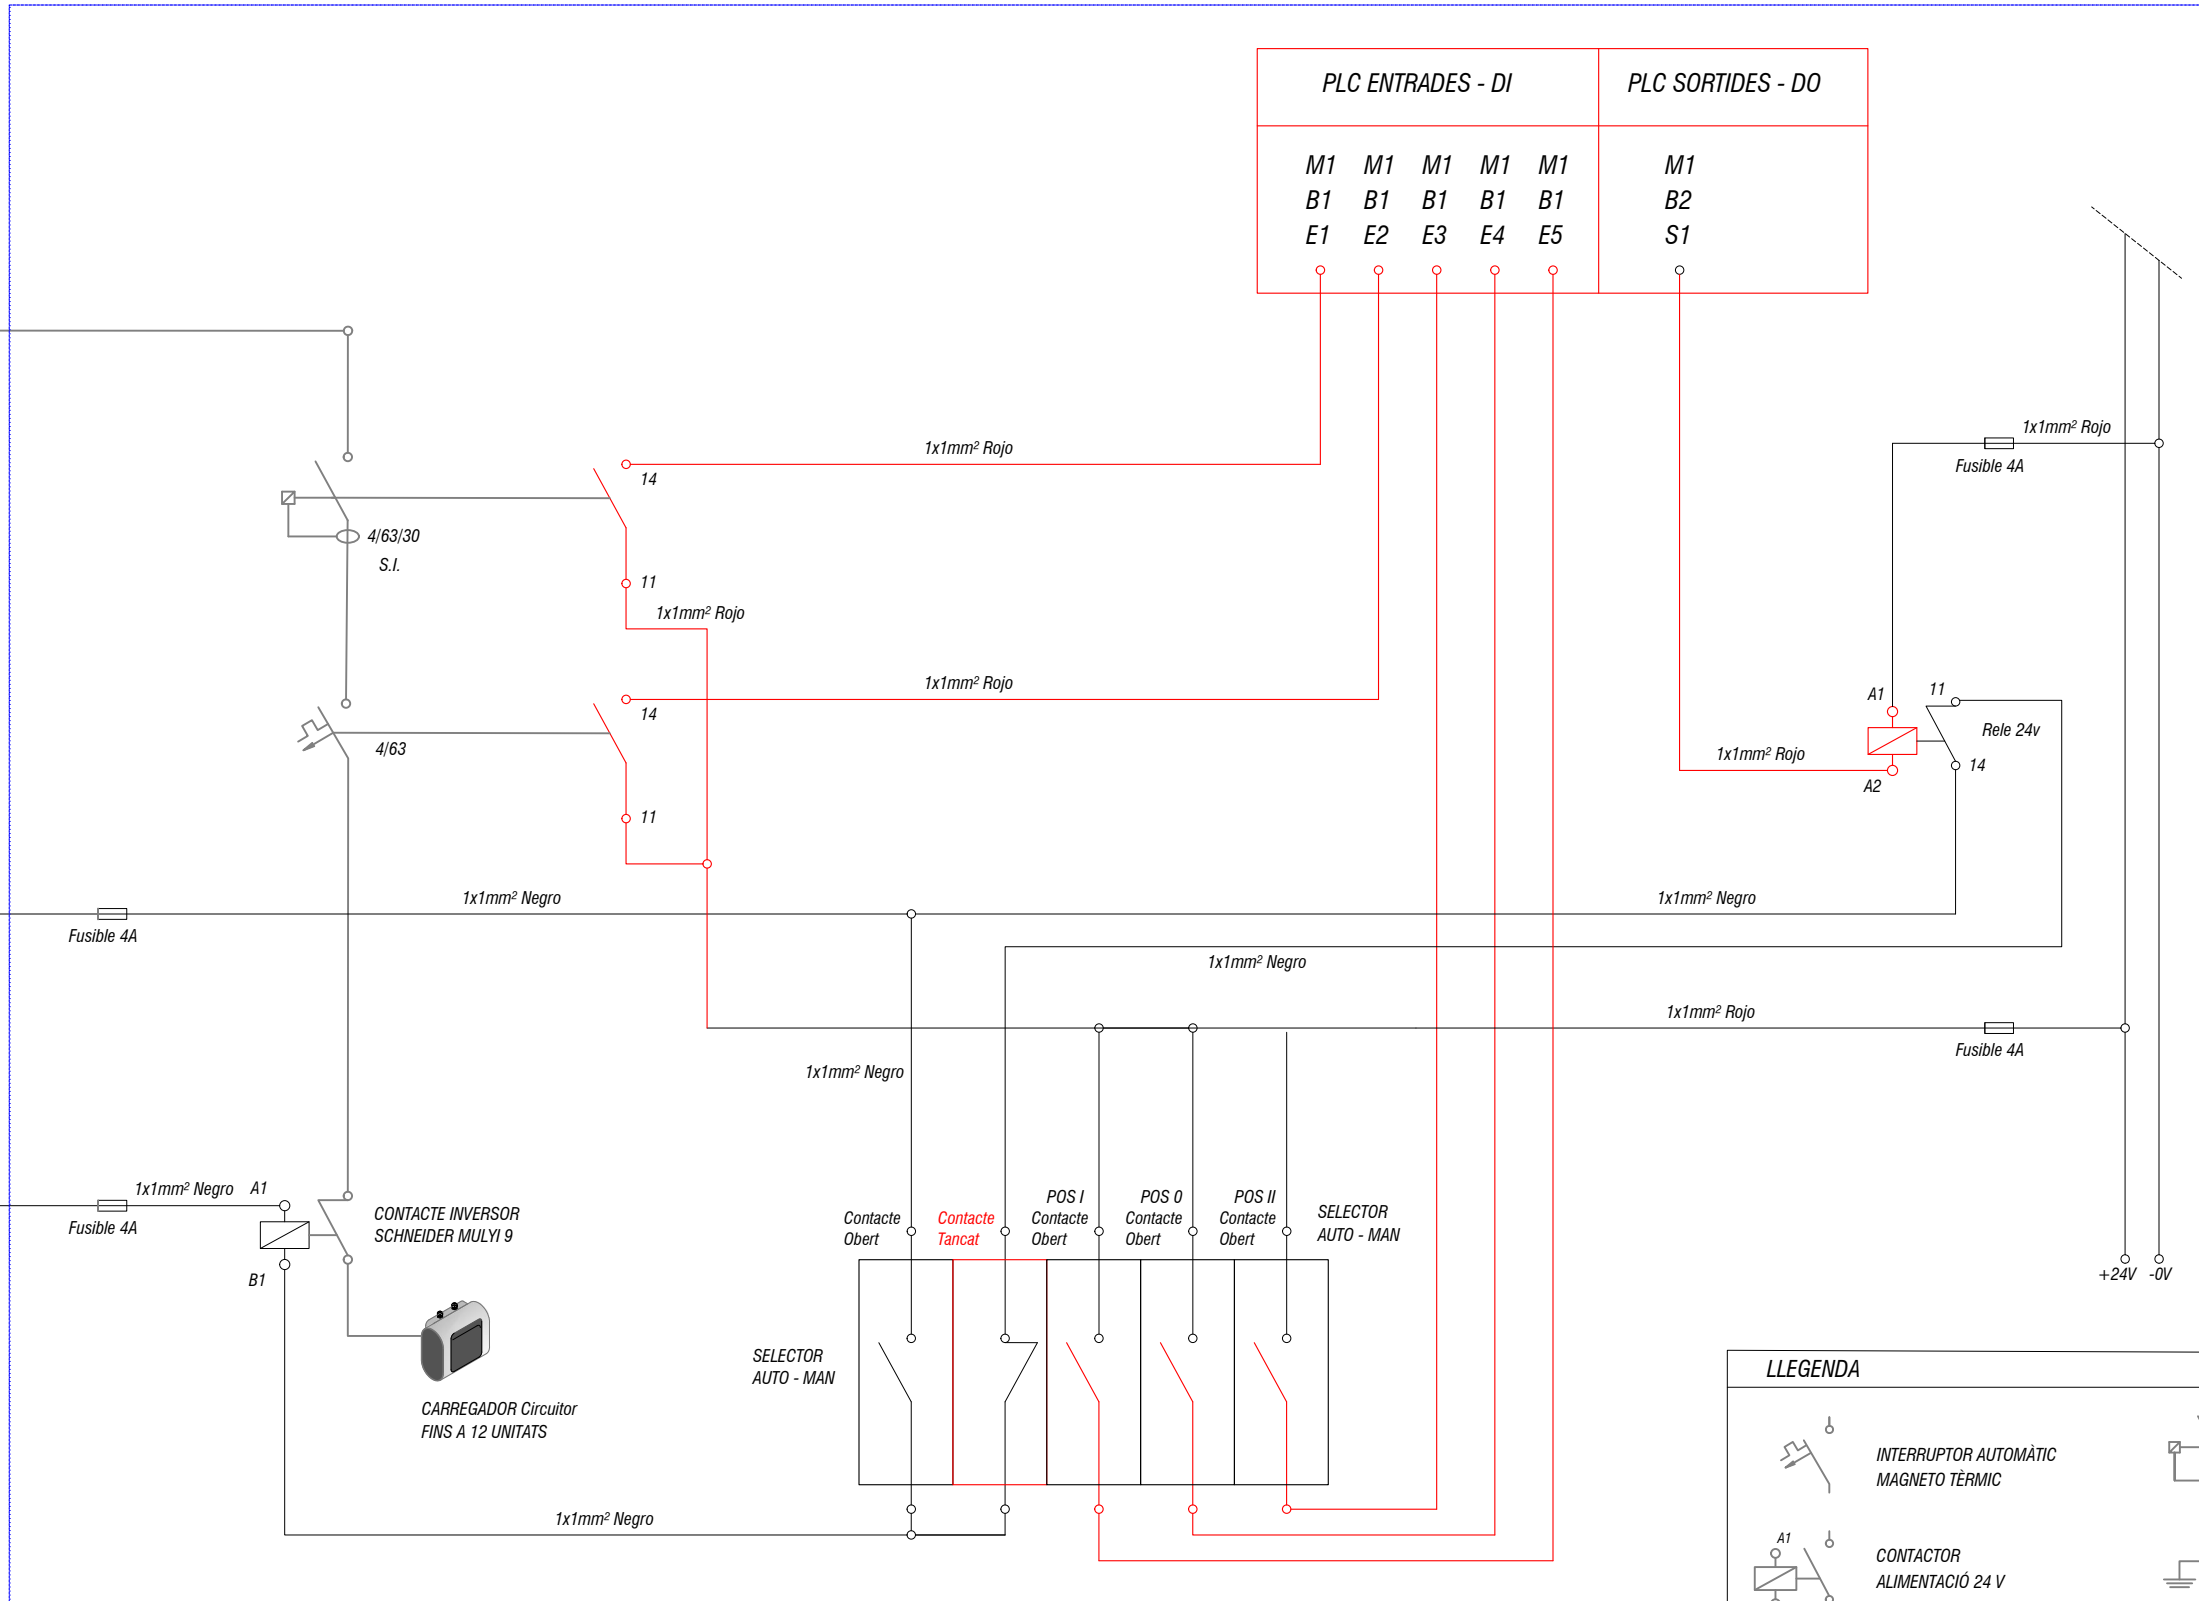 PLC ENTRADES - DI
PLC SORTIDES - DO
M1 M1 M1 M1 M1 M1
B1 B1 B1 B1 B1 B2
E1 E2 E3 E4 E5 S1
1x1mm² Rojo
Fusible 4A
1x1mm² Rojo
14
4/63/30
S.I.
11
1x1mm² Rojo
1x1mm² Rojo
14
4/63
11
A1
11
Rele 24v
1x1mm² Rojo
14
A2
1x1mm² Negro
1x1mm² Negro
Fusible 4A
1x1mm² Negro
1x1mm² Rojo
Fusible 4A
1x1mm² Negro
1x1mm² Negro
A1
Fusible 4A
B1
CONTACTE INVERSOR
SCHNEIDER MULYI 9
Contacte
Obert
Contacte
Tancat
POS I
Contacte
Obert
POS 0
Contacte
Obert
POS II
Contacte
Obert
SELECTOR
AUTO - MAN
+24V -0V
SELECTOR
AUTO - MAN
CARREGADOR Circuitor
FINS A 12 UNITATS
1x1mm² Negro
LLEGENDA
INTERRUPTOR AUTOMÀTIC
MAGNETO TÈRMIC
A1
CONTACTOR
ALIMENTACIÓ 24 V